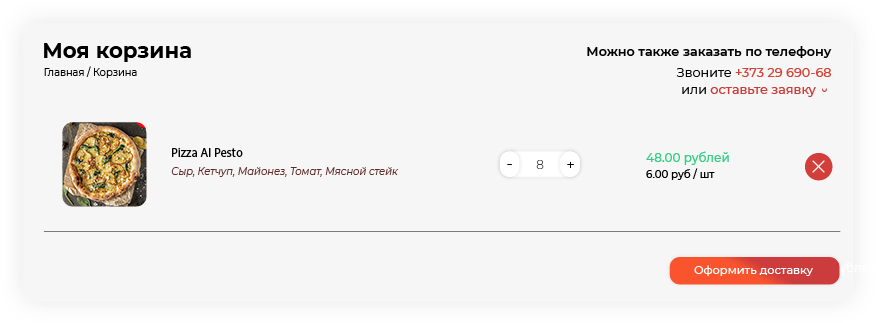 Моя корзина
Главная / Корзина
Можно также заказать по телефону
Звоните +373 29 690-68
или оставьте заявку
Pizza Al Pesto
Сыр, Кетчуп, Майонез, Томат, Мясной стейк
- 8 +
48.00 рублей
6.00 руб / шт
Оформить доставку